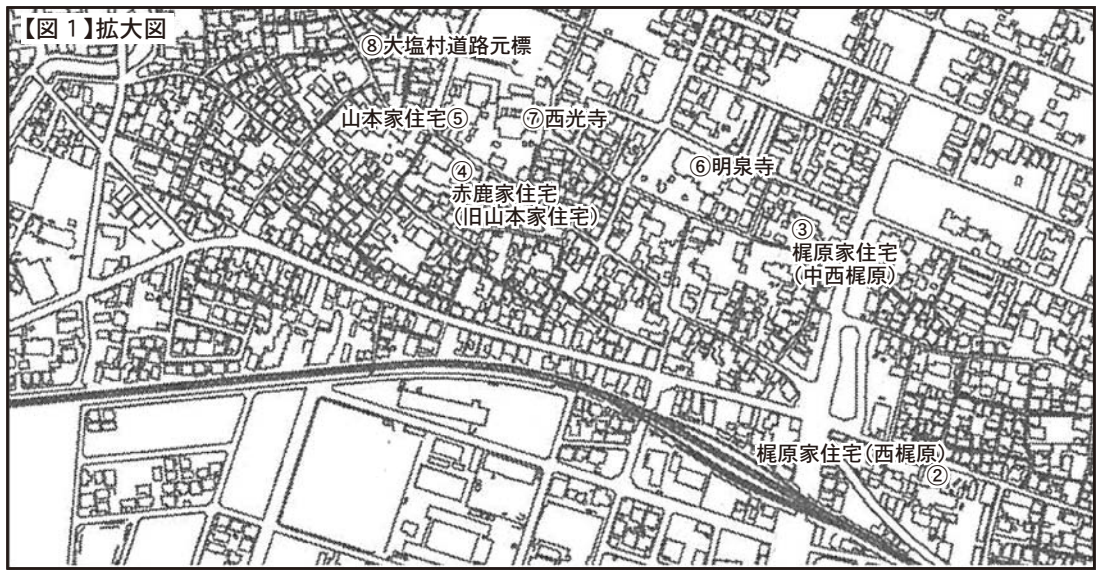 【図1】拡大図
⑧大塩村道路元標
山本家住宅⑤
⑦西光寺
④
赤鹿家住宅
（旧山本家住宅）
⑥明泉寺
③
梶原家住宅
（中西梶原）
梶原家住宅（西梶原）
②